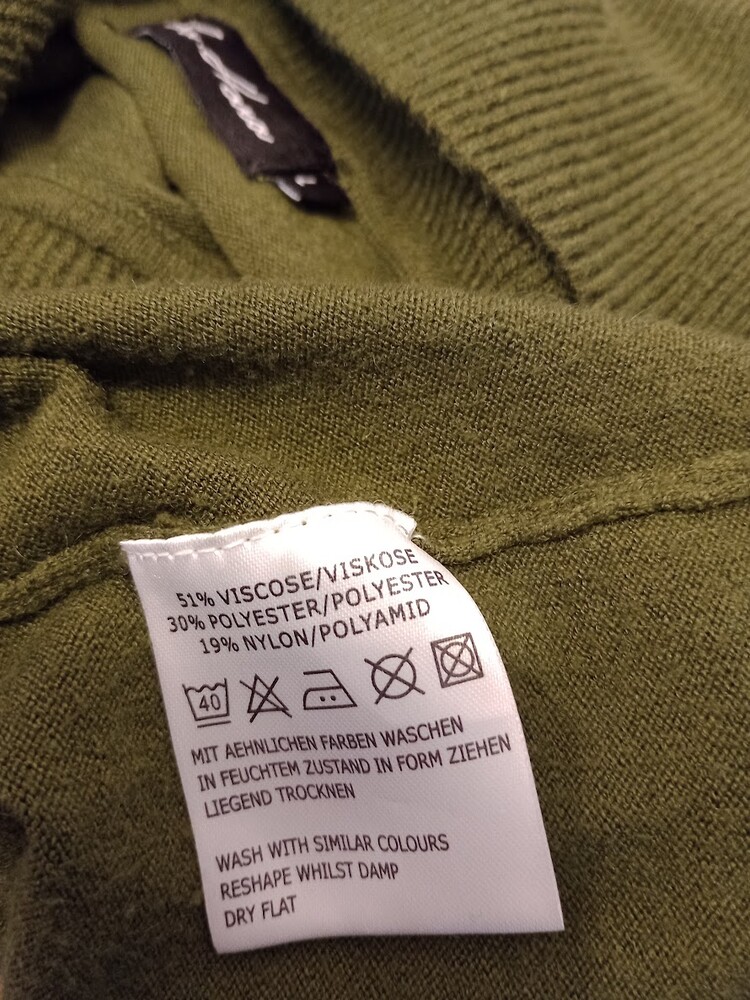 51% VISCOSE/VISKOSE
30% POLYESTER/POLYESTER
19% NYLON/POLYAMID
40
MIT AEHNLICHEN FARBEN WASCHEN
IN FEUCHTEM ZUSTAND IN FORM ZIEHEN
LIEGEND TROCKNEN
WASH WITH SIMILAR COLOURS
RESHAPE WHILST DAMP
DRY FLAT